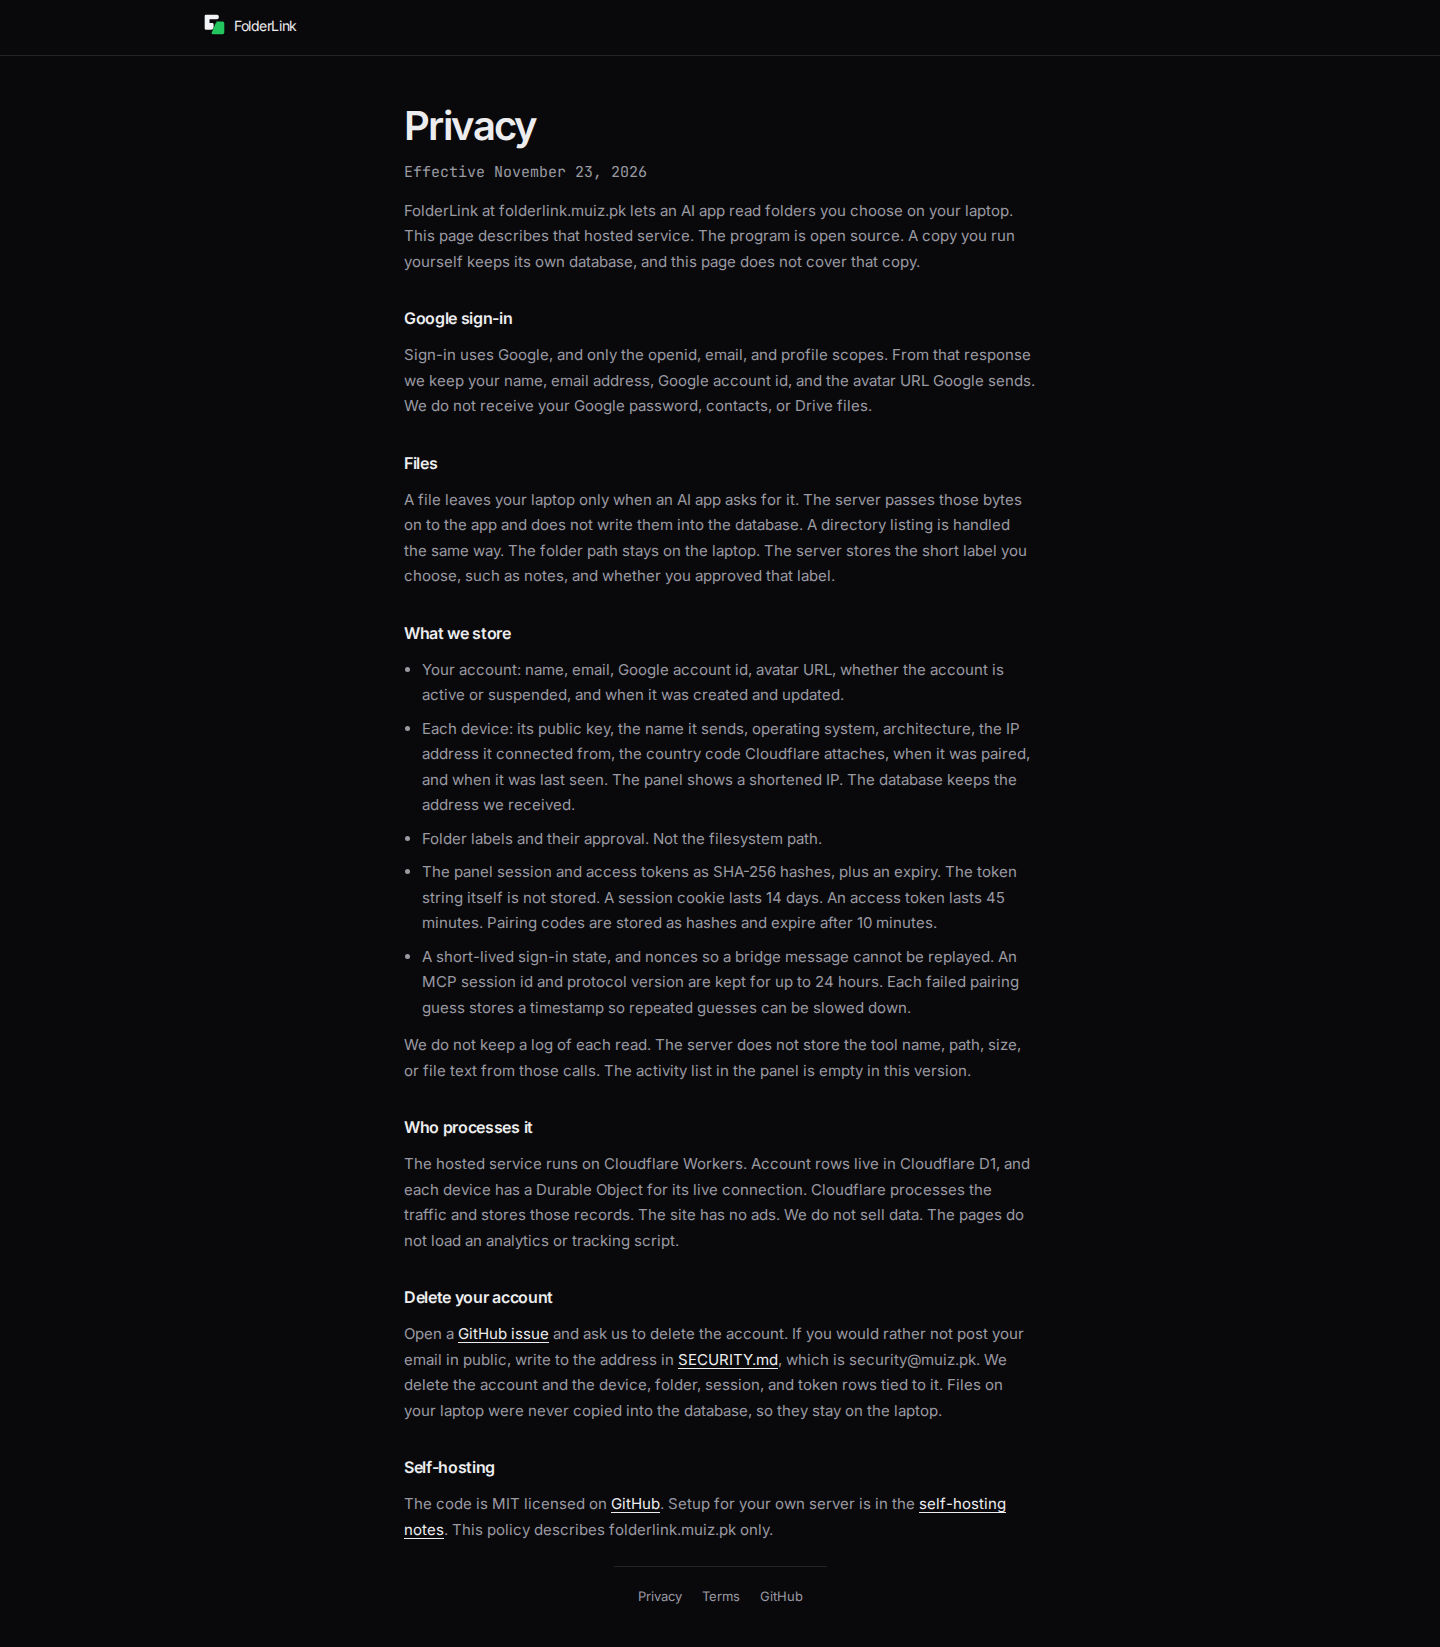 FolderLink
Privacy
Effective November 23, 2026
FolderLink at folderlink.muiz.pk lets an AI app read folders you choose on your laptop.
This page describes that hosted service. The program is open source. A copy you run
yourself keeps its own database, and this page does not cover that copy.
Google sign-in
Sign-in uses Google, and only the openid, email, and profile scopes. From that response
we keep your name, email address, Google account id, and the avatar URL Google sends.
We do not receive your Google password, contacts, or Drive files.
Files
A file leaves your laptop only when an AI app asks for it. The server passes those bytes
on to the app and does not write them into the database. A directory listing is handled
the same way. The folder path stays on the laptop. The server stores the short label you
choose, such as notes, and whether you approved that label.
What we store
• Your account: name, email, Google account id, avatar URL, whether the account is
active or suspended, and when it was created and updated.
• Each device: its public key, the name it sends, operating system, architecture, the IP
address it connected from, the country code Cloudflare attaches, when it was paired,
and when it was last seen. The panel shows a shortened IP. The database keeps the
address we received.
• Folder labels and their approval. Not the filesystem path.
• The panel session and access tokens as SHA-256 hashes, plus an expiry. The token
string itself is not stored. A session cookie lasts 14 days. An access token lasts 45
minutes. Pairing codes are stored as hashes and expire after 10 minutes.
• A short-lived sign-in state, and nonces so a bridge message cannot be replayed. An
MCP session id and protocol version are kept for up to 24 hours. Each failed pairing
guess stores a timestamp so repeated guesses can be slowed down.
We do not keep a log of each read. The server does not store the tool name, path, size,
or file text from those calls. The activity list in the panel is empty in this version.
Who processes it
The hosted service runs on Cloudflare Workers. Account rows live in Cloudflare D1, and
each device has a Durable Object for its live connection. Cloudflare processes the
traffic and stores those records. The site has no ads. We do not sell data. The pages do
not load an analytics or tracking script.
Delete your account
Open a GitHub issue and ask us to delete the account. If you would rather not post your
email in public, write to the address in SECURITY.md, which is security@muiz.pk. We
delete the account and the device, folder, session, and token rows tied to it. Files on
your laptop were never copied into the database, so they stay on the laptop.
Self-hosting
The code is MIT licensed on GitHub. Setup for your own server is in the self-hosting
notes. This policy describes folderlink.muiz.pk only.
Privacy Terms GitHub